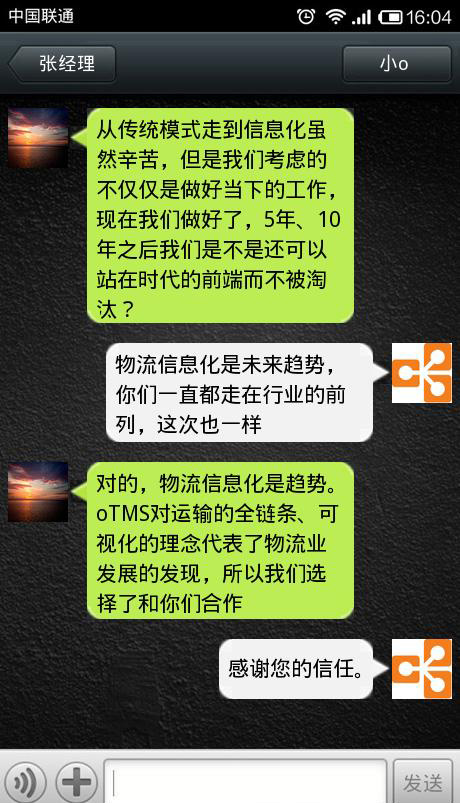 中国联通 16:04
张经理 小o
从传统模式走到信息化虽
然辛苦，但是我们考虑的
不仅仅是做好当下的工作，
现在我们做好了，5年、10
年之后我们是不是还可以
站在时代的前端而不被淘
汰？
物流信息化是未来趋势，
你们一直都走在行业的前
列，这次也一样
对的，物流信息化是趋势。
oTMS对运输的全链条、可
视化的理念代表了物流业
发展的发现，所以我们选
择了和你们合作
感谢您的信任。
发送